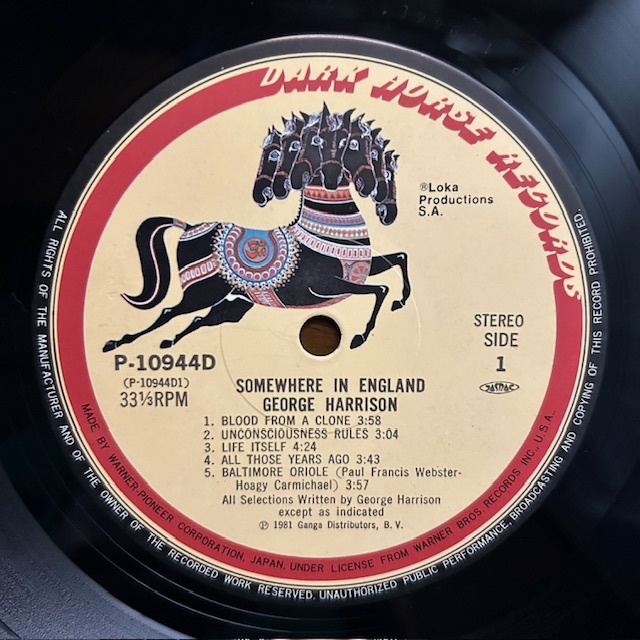 DARK HORSE RECORDS
ⓅLoka
Productions
S.A.
STEREO
SIDE
1
JASRAC
P-10944D
(P-10944D1)
33⅓RPM
SOMEWHERE IN ENGLAND
GEORGE HARRISON
1. BLOOD FROM A CLONE 3:58
2. UNCONSCIOUSNESS RULES 3:04
3. LIFE ITSELF 4:24
4. ALL THOSE YEARS AGO 3:43
5. BALTIMORE ORIOLE (Paul Francis Webster-
Hoagy Carmichael) 3:57
All Selections Written by George Harrison
except as indicated
Ⓟ 1981 Ganga Distributors, B. V.
MADE BY WARNER-PIONEER CORPORATION, JAPAN, UNDER LICENSE FROM WARNER BROS. RECORDS INC., U.S.A.
ALL RIGHTS OF THE MANUFACTURER AND OF THE OWNER OF THE RECORDED WORK RESERVED. UNAUTHORIZED PUBLIC PERFORMANCE, BROADCASTING AND COPYING OF THIS RECORD PROHIBITED.